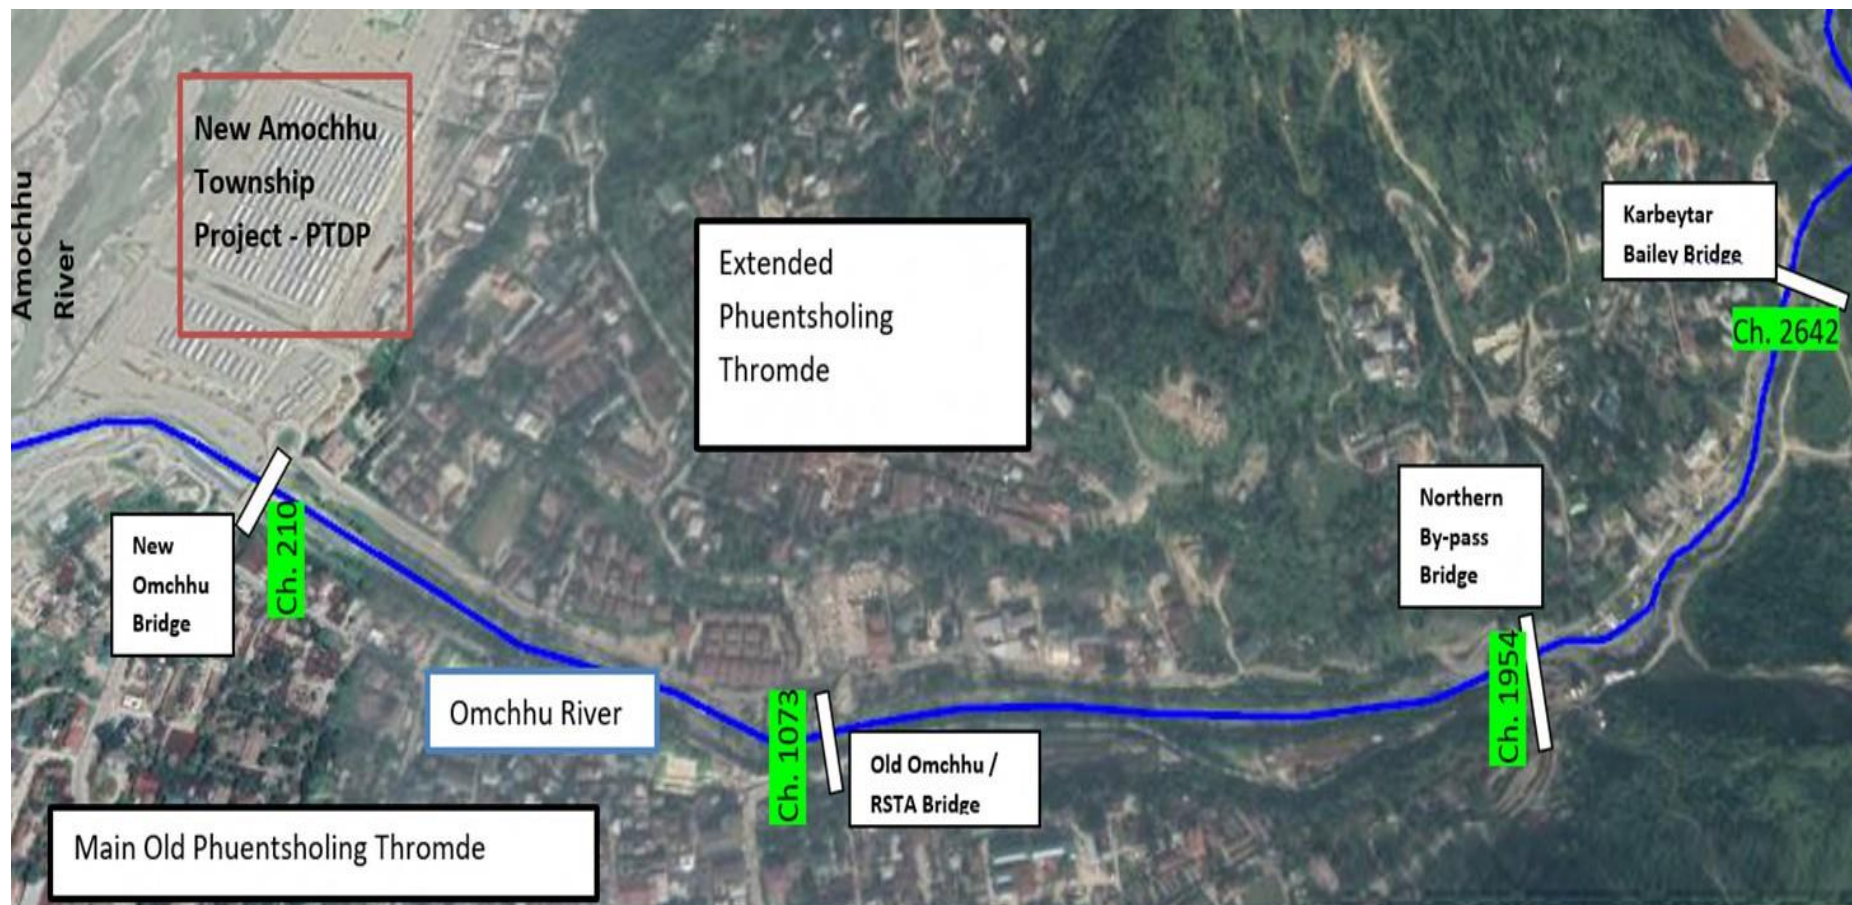 New Amochhu
Township
Project - PTDP
Amochhu
River
Extended
Phuentsholing
Thromde
Karbeytar
Bailey Bridge
Ch. 2642
Northern
By-pass
Bridge
Ch. 1954
New
Omchhu
Bridge
Ch. 210
Omchhu River
Ch. 1073
Old Omchhu /
RSTA Bridge
Main Old Phuentsholing Thromde